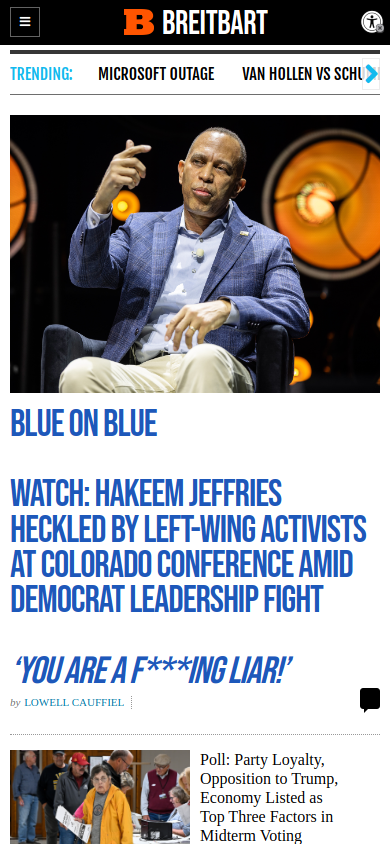 BREITBART
TRENDING: MICROSOFT OUTAGE VAN HOLLEN VS SCHU
BLUE ON BLUE
WATCH: HAKEEM JEFFRIES
HECKLED BY LEFT-WING ACTIVISTS
AT COLORADO CONFERENCE AMID
DEMOCRAT LEADERSHIP FIGHT
‘YOU ARE A F***ING LIAR!’
by LOWELL CAUFFIEL
Poll: Party Loyalty,
Opposition to Trump,
Economy Listed as
Top Three Factors in
Midterm Voting